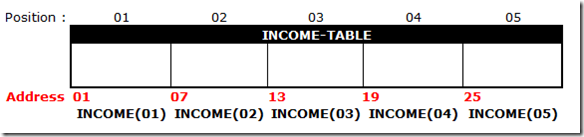 Position : 01 02 03 04 05
INCOME-TABLE
Address 01 07 13 19 25
INCOME(01) INCOME(02) INCOME(03) INCOME(04) INCOME(05)